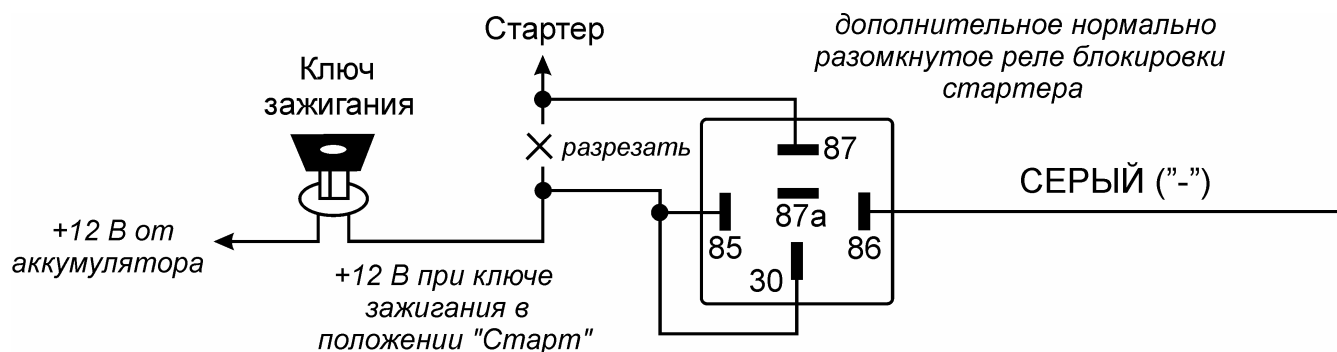 Стартер
Ключ
зажигания
дополнительное нормально
разомкнутое реле блокировки
стартера
разрезать
87
87a
85
86
30
СЕРЫЙ ("-")
+12 В от
аккумулятора
+12 В при ключе
зажигания в
положении "Старт"